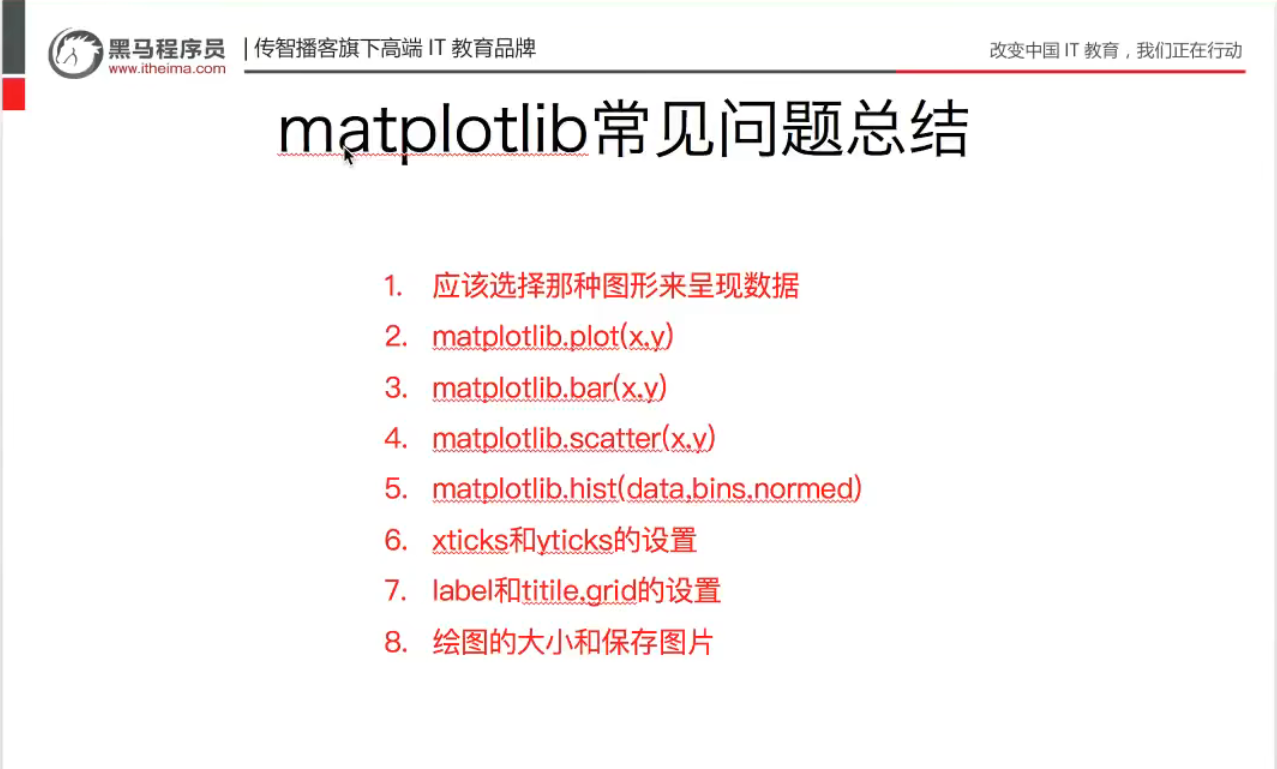 黑马程序员
www.itheima.com
传智播客旗下高端 IT 教育品牌
改变中国 IT 教育，我们正在行动
matplotlib常见问题总结
1. 应该选择那种图形来呈现数据
2. matplotlib.plot(x,y)
3. matplotlib.bar(x,y)
4. matplotlib.scatter(x,y)
5. matplotlib.hist(data,bins,normed)
6. xticks和yticks的设置
7. label和titile,grid的设置
8. 绘图的大小和保存图片